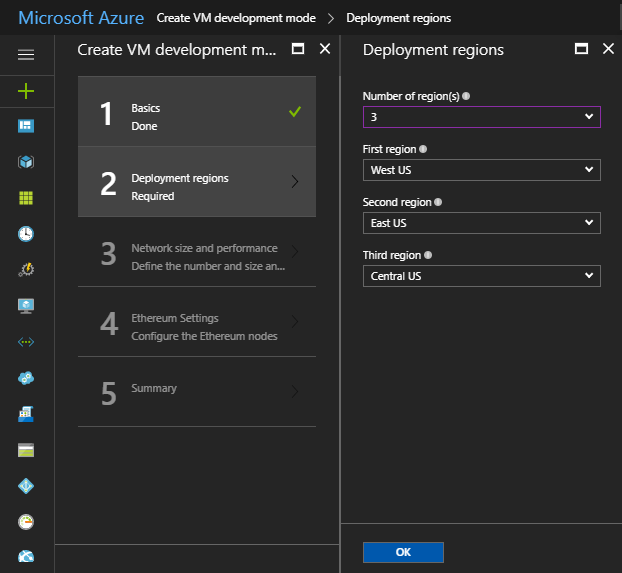 Microsoft Azure Create VM development mode > Deployment regions
Create VM development m...
1 Basics
Done
2 Deployment regions
Required
3 Network size and performance
Define the number and size an...
4 Ethereum Settings
Configure the Ethereum nodes
5 Summary
Deployment regions
Number of region(s)
3
First region
West US
Second region
East US
Third region
Central US
OK